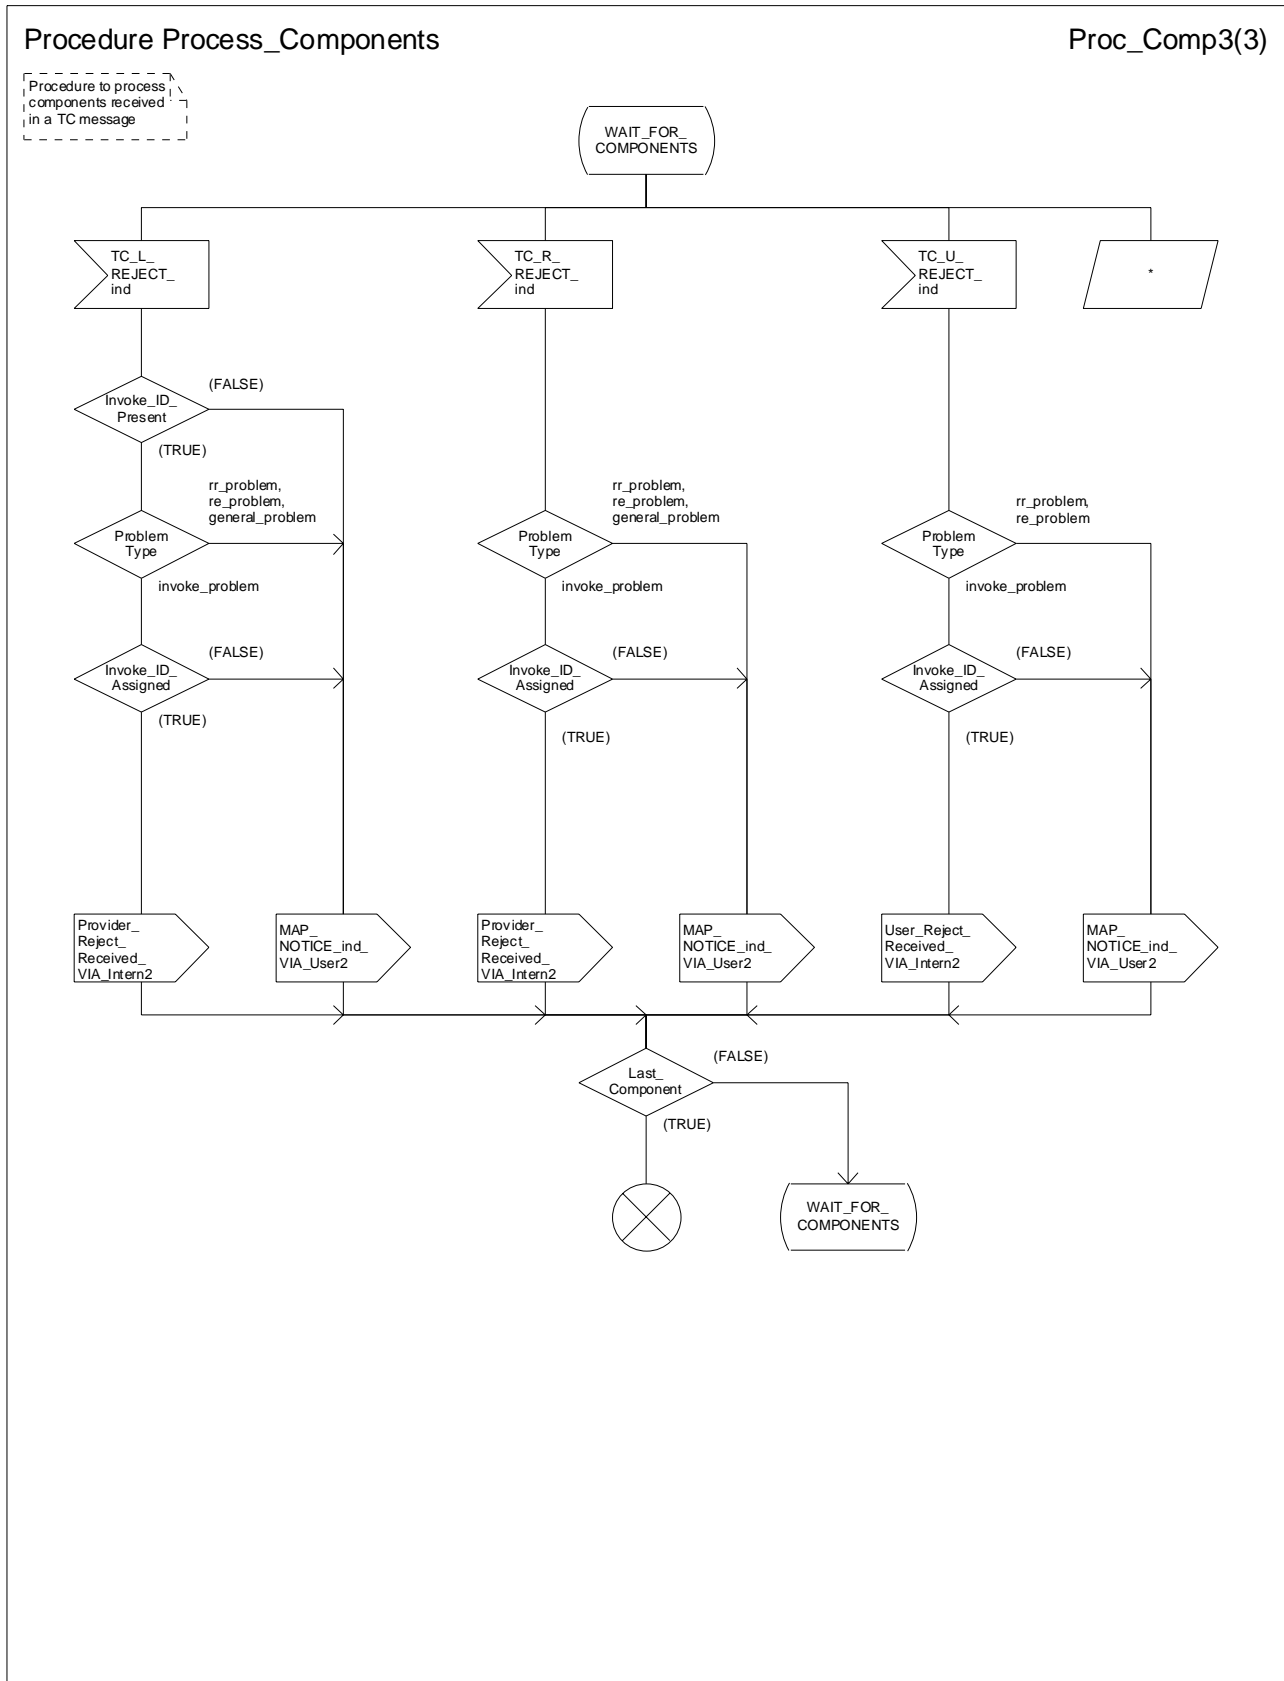 Procedure Process_Components
Proc_Comp3(3)
Procedure to process
components received
in a TC message
WAIT_FOR_
COMPONENTS
TC_L_
REJECT_
ind
TC_R_
REJECT_
ind
TC_U_
REJECT_
ind
*
Invoke_ID_
Present
(FALSE)
(TRUE)
rr_problem,
re_problem,
general_problem
Problem
Type
invoke_problem
rr_problem,
re_problem,
general_problem
Problem
Type
invoke_problem
rr_problem,
re_problem
Problem
Type
invoke_problem
Invoke_ID_
Assigned
(FALSE)
(TRUE)
Invoke_ID_
Assigned
(FALSE)
(TRUE)
Invoke_ID_
Assigned
(FALSE)
(TRUE)
Provider_
Reject_
Received_
VIA_Intern2
MAP_
NOTICE_ind_
VIA_User2
Provider_
Reject_
Received_
VIA_Intern2
MAP_
NOTICE_ind_
VIA_User2
User_Reject_
Received_
VIA_Intern2
MAP_
NOTICE_ind_
VIA_User2
Last_
Component
(FALSE)
(TRUE)
WAIT_FOR_
COMPONENTS